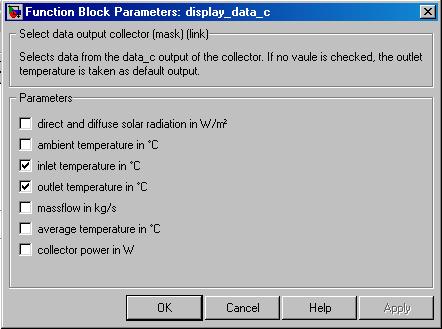 Function Block Parameters: display_data_c
Select data output collector (mask) (link)
Selects data from the data_c output of the collector. If no vaule is checked, the outlet
temperature is taken as default output.
Parameters
direct and diffuse solar radiation in W/m²
ambient temperature in °C
inlet temperature in °C
outlet temperature in °C
massflow in kg/s
average temperature in °C
collector power in W
OK Cancel Help Apply